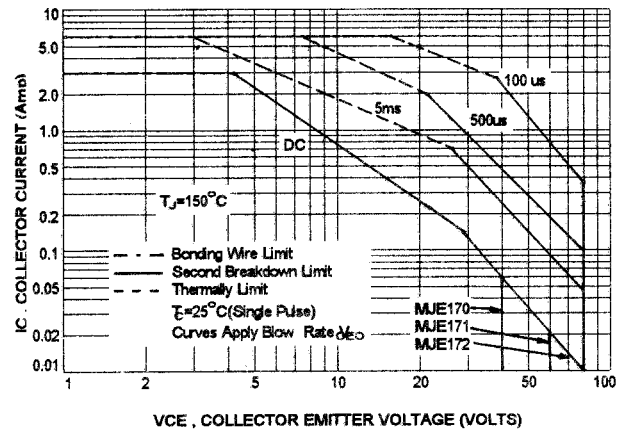 10
5.0
2.0
1.0
0.5
0.2
0.1
0.05
0.02
0.01
IC , COLLECTOR CURRENT (Amp)
100 us
500us
5ms
DC
TJ=150°C
Bonding Wire Limit
Second Breakdown Limit
Thermally Limit
TC=25°C(Single Pulse)
Curves Apply Blow Rate VCEO
MJE170
MJE171
MJE172
1 2 5 10 20 50 100
VCE , COLLECTOR EMITTER VOLTAGE (VOLTS)